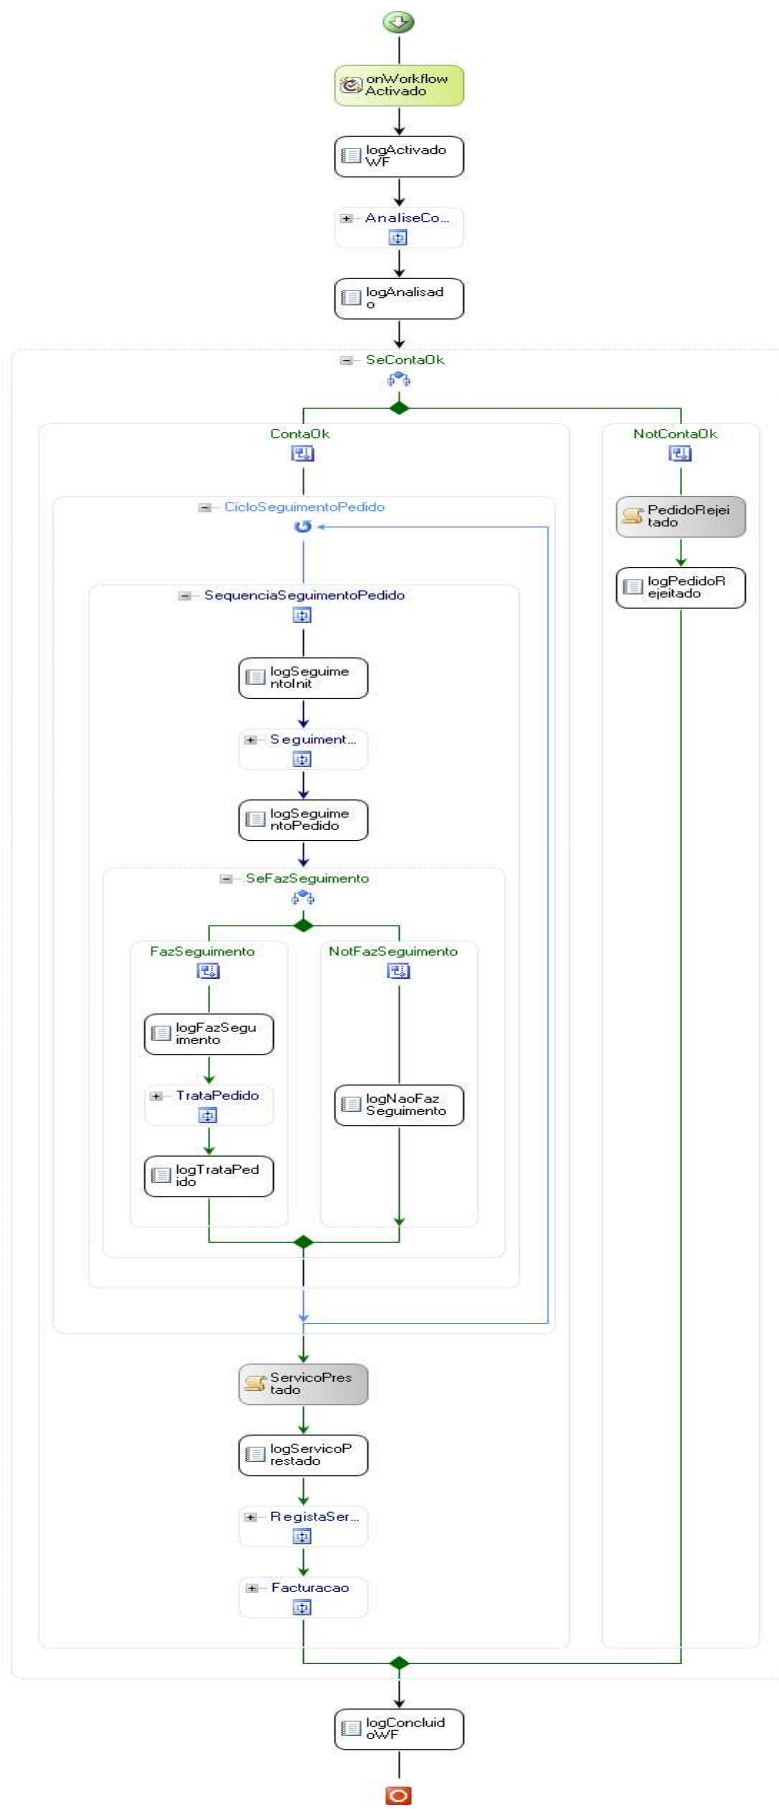 onWorkflow
Activado
logActivado
WF
AnaliseCo...
logAnalisad
o
SeContaOk
ContaOk
NotContaOk
CicloSeguimentoPedido
PedidoRejei
tado
logPedidoR
ejeitado
SequenciaSeguimentoPedido
logSeguime
ntoInit
Seguiment...
logSeguime
ntoPedido
SeFazSeguimento
FazSeguimento
NotFazSeguimento
logFazSegu
imento
TrataPedido
logNaoFaz
Seguimento
logTrataPed
ido
ServicoPres
tado
logServicoP
restado
RegistaSer...
Facturacao
logConcluid
oWF